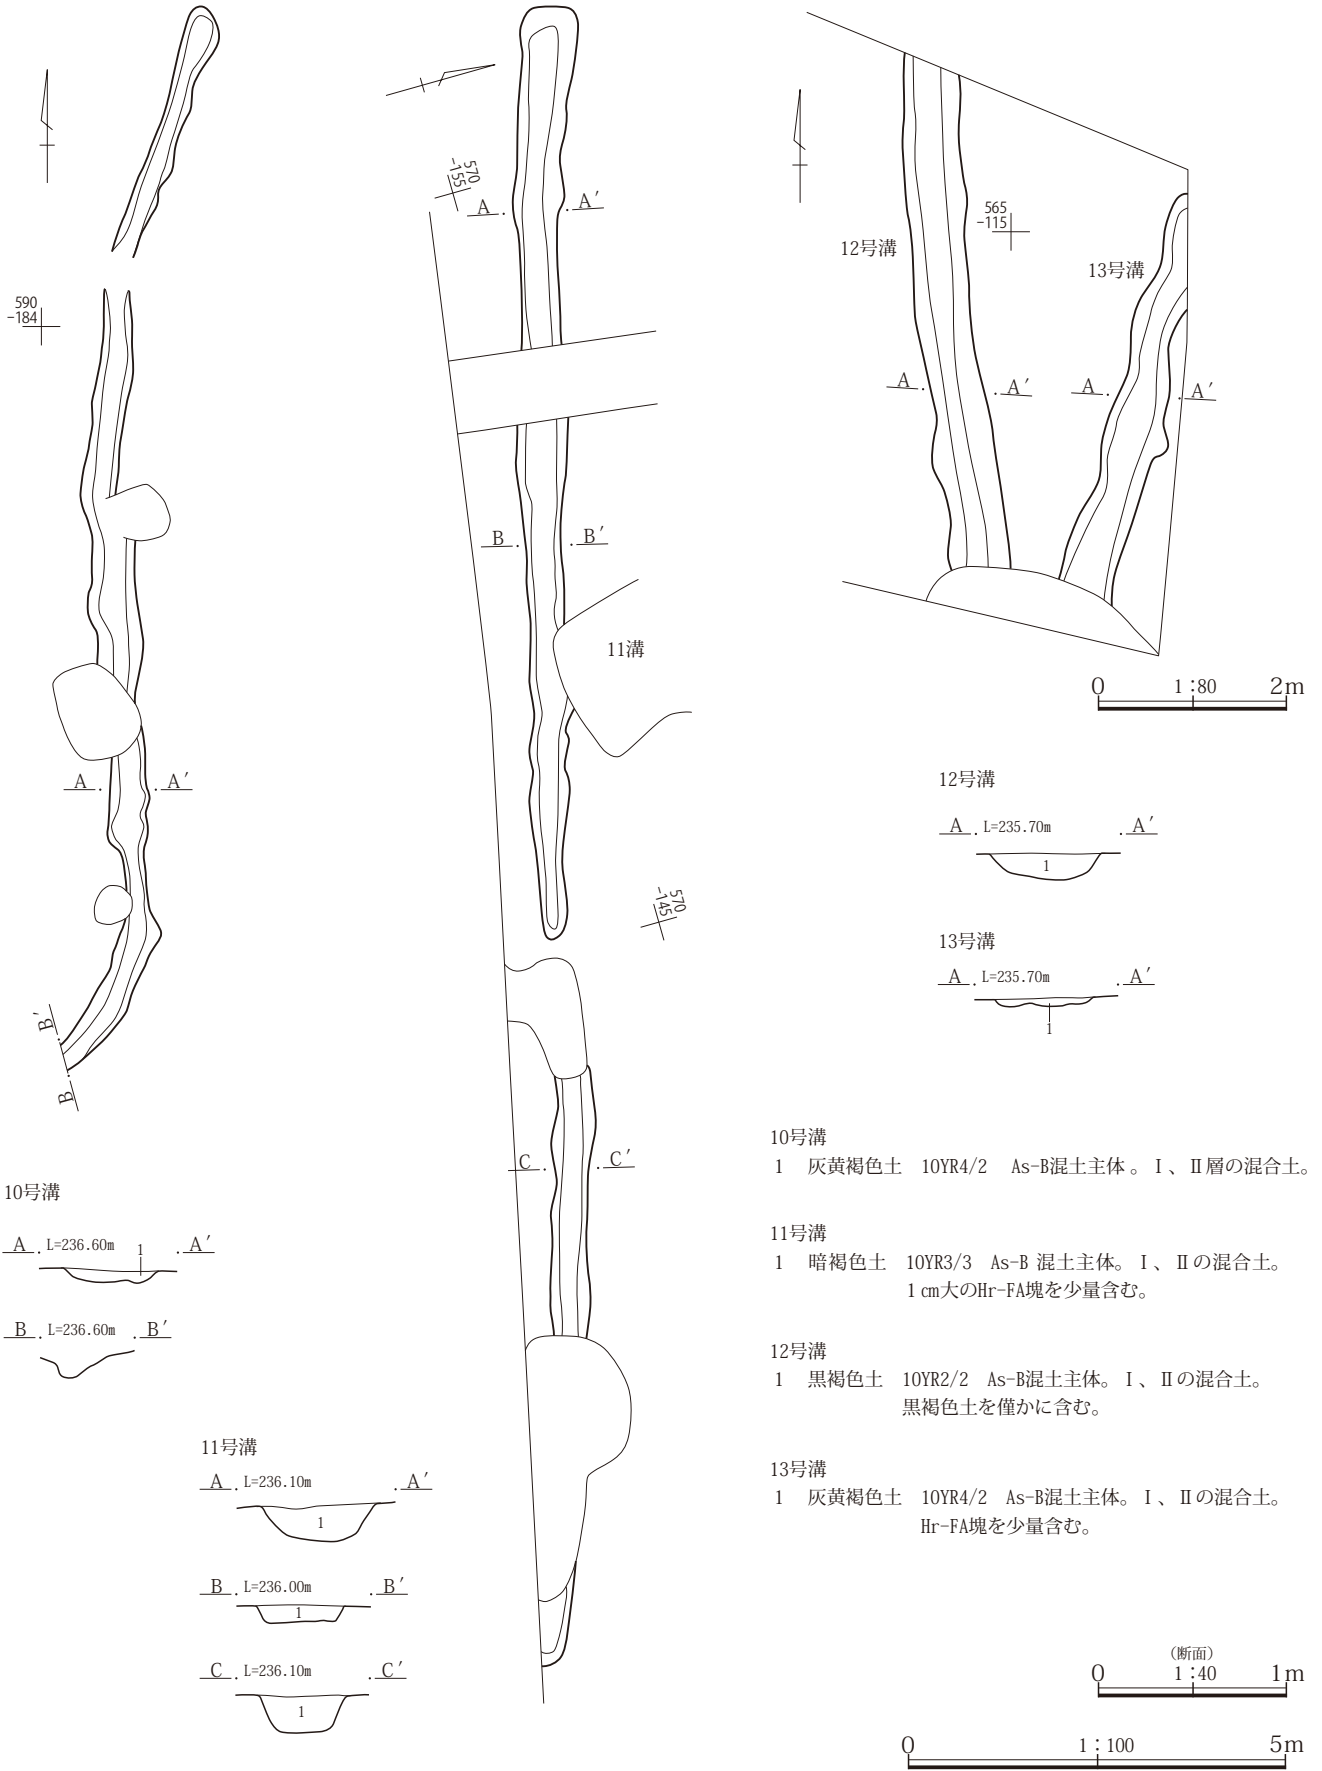 590
-184
A . . A′
B′
B
10号溝
A . L=236.60m 1 . A′
B . L=236.60m . B′
11号溝
A . L=236.10m . A′
1
B . L=236.00m . B′
1
C . L=236.10m . C′
1
570
-155
A . . A′
B . . B′
11溝
570
-145
C . . C′
12号溝
565
-115
13号溝
A . . A′
A . . A′
0 1:80 2m
12号溝
A . L=235.70m . A′
1
13号溝
A . L=235.70m . A′
1
10号溝
1 灰黄褐色土 10YR4/2 As-B混土主体。Ⅰ、Ⅱ層の混合土。
11号溝
1 暗褐色土 10YR3/3 As-B 混土主体。Ⅰ、Ⅱの混合土。
1㎝大のHr-FA塊を少量含む。
12号溝
1 黒褐色土 10YR2/2 As-B混土主体。Ⅰ、Ⅱの混合土。
黒褐色土を僅かに含む。
13号溝
1 灰黄褐色土 10YR4/2 As-B混土主体。Ⅰ、Ⅱの混合土。
Hr-FA塊を少量含む。
(断面)
0 1:40 1m
0 1:100 5m